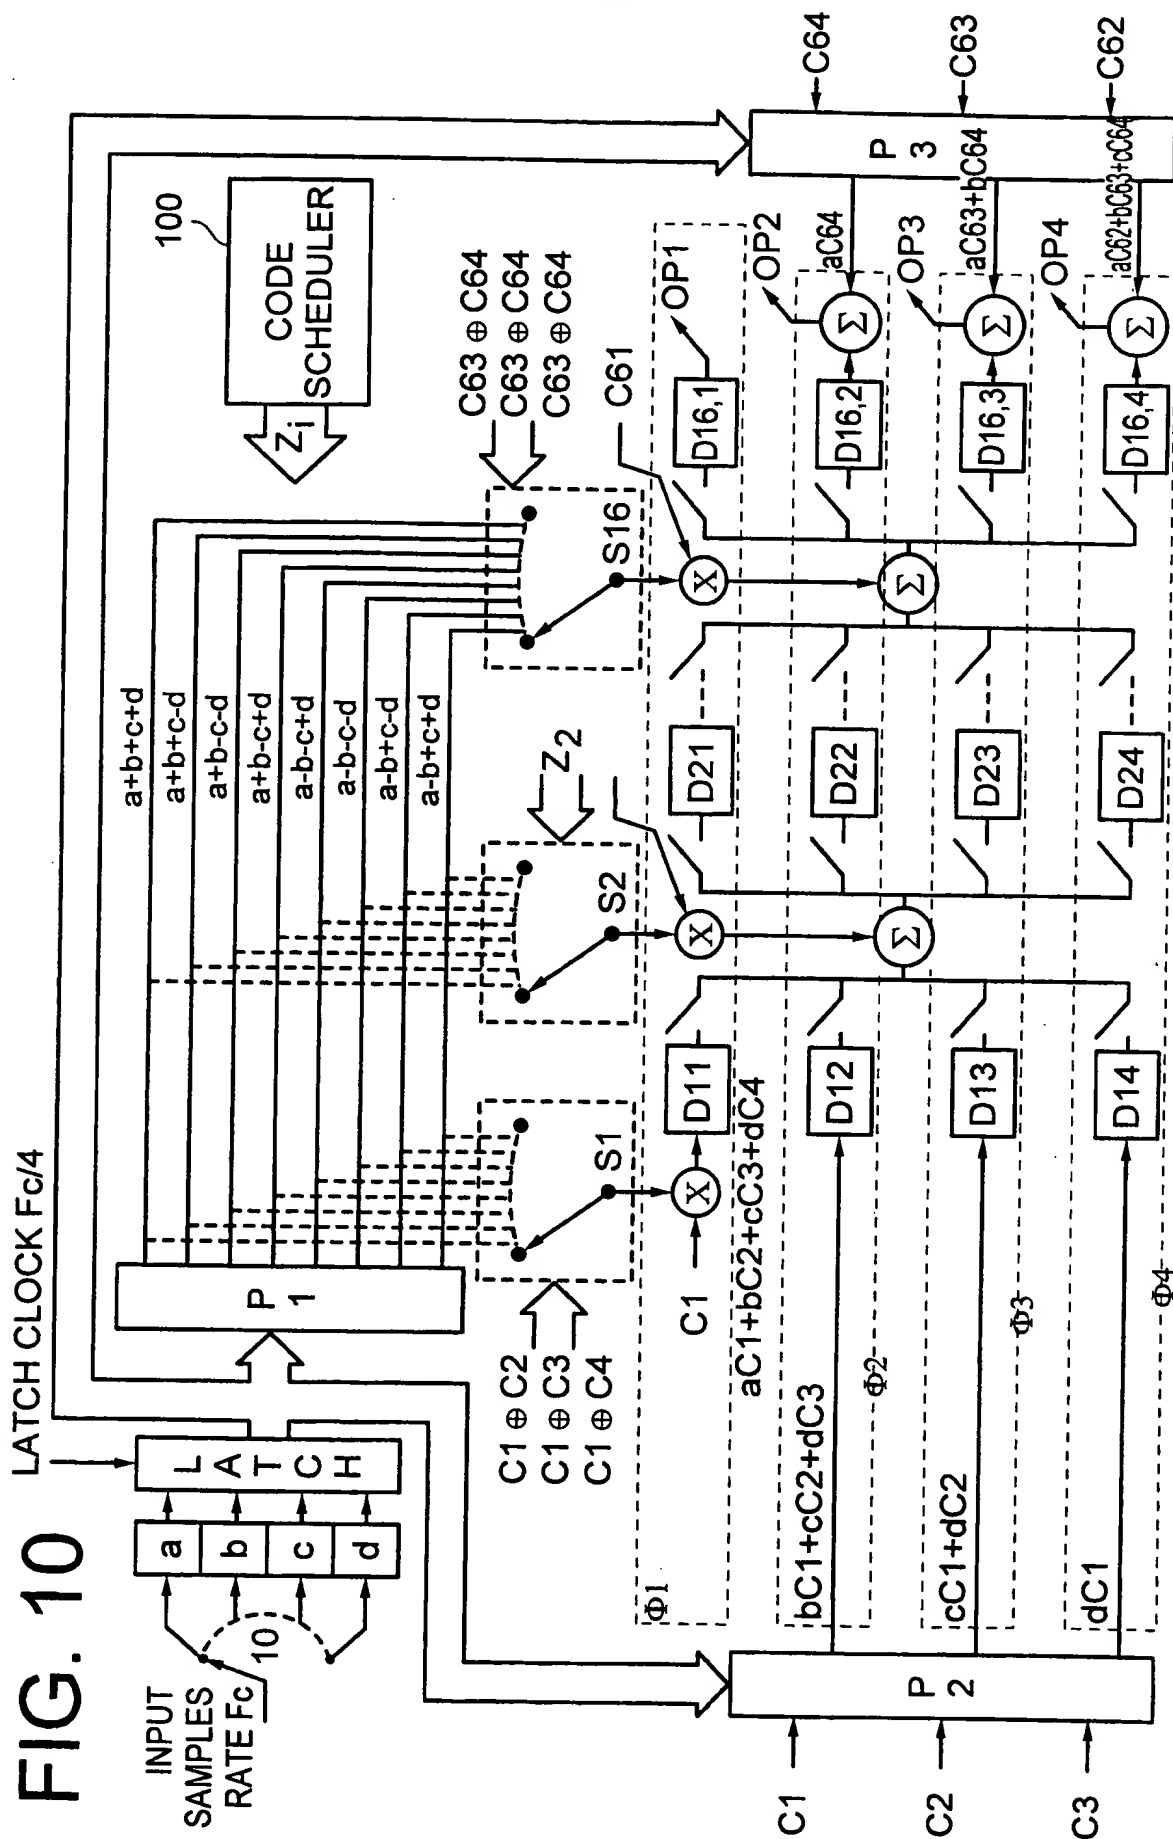 FIG. 10
LATCH CLOCK Fc/4
INPUT
SAMPLES
RATE Fc
10
a
b
c
d
LATCH
P1
a+b+c+d
a+b+c-d
a+b-c-d
a+b-c+d
a-b-c+d
a-b-c-d
a-b+c-d
a-b+c+d
100
CODE
SCHEDULER
Zi
C1⊕C2
C1⊕C3
C1⊕C4
S1
S2
Z2
S16
C63⊕C64
C63⊕C64
C63⊕C64
C61
Φ1
C1
X
D11
X
D21
X
D16,1
OP1
aC1+bC2+cC3+dC4
Σ
Σ
bC1+cC2+dC3
Φ2
D12
D22
D16,2
Σ
OP2
aC64
cC1+dC2
Φ3
D13
D23
D16,3
Σ
OP3
aC63+bC64
dC1
Φ4
D14
D24
D16,4
Σ
OP4
aC62+bC63+cC64
P2
C1
C2
C3
P3
C64
C63
C62